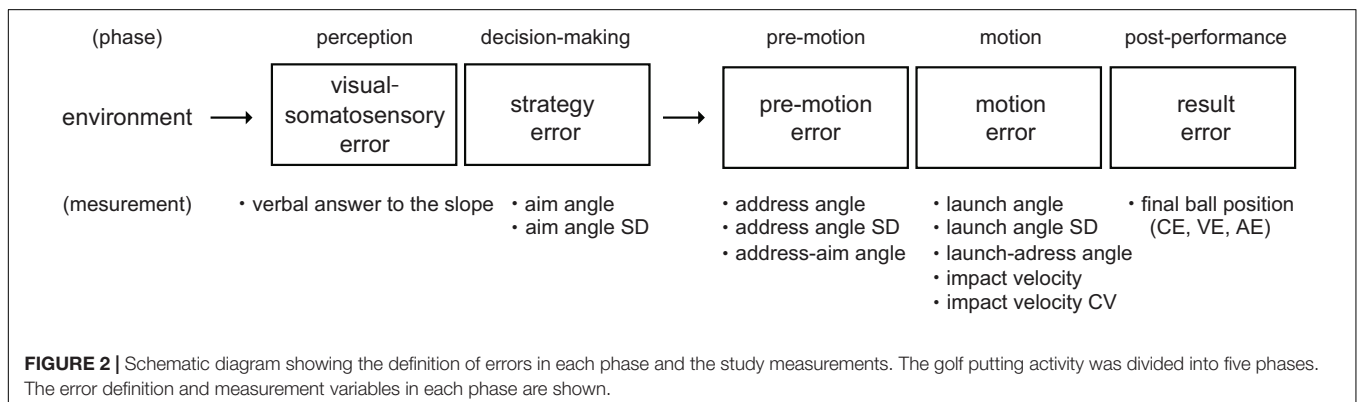 (phase) perception decision-making pre-motion motion post-performance
environment → visual-somatosensory error strategy error → pre-motion error motion error result error
(mesurement) ・verbal answer to the slope ・aim angle ・address angle ・launch angle ・final ball position
・aim angle SD ・address angle SD ・launch angle SD (CE, VE, AE)
・address-aim angle ・launch-adress angle
・impact velocity
・impact velocity CV
FIGURE 2 | Schematic diagram showing the definition of errors in each phase and the study measurements. The golf putting activity was divided into five phases.
The error definition and measurement variables in each phase are shown.